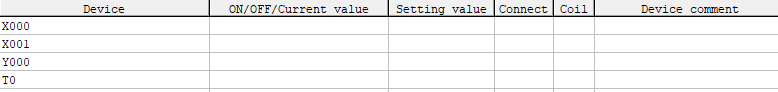 Device ON/OFF/Current value Setting value Connect Coil Device comment
X000
X001
Y000
T0